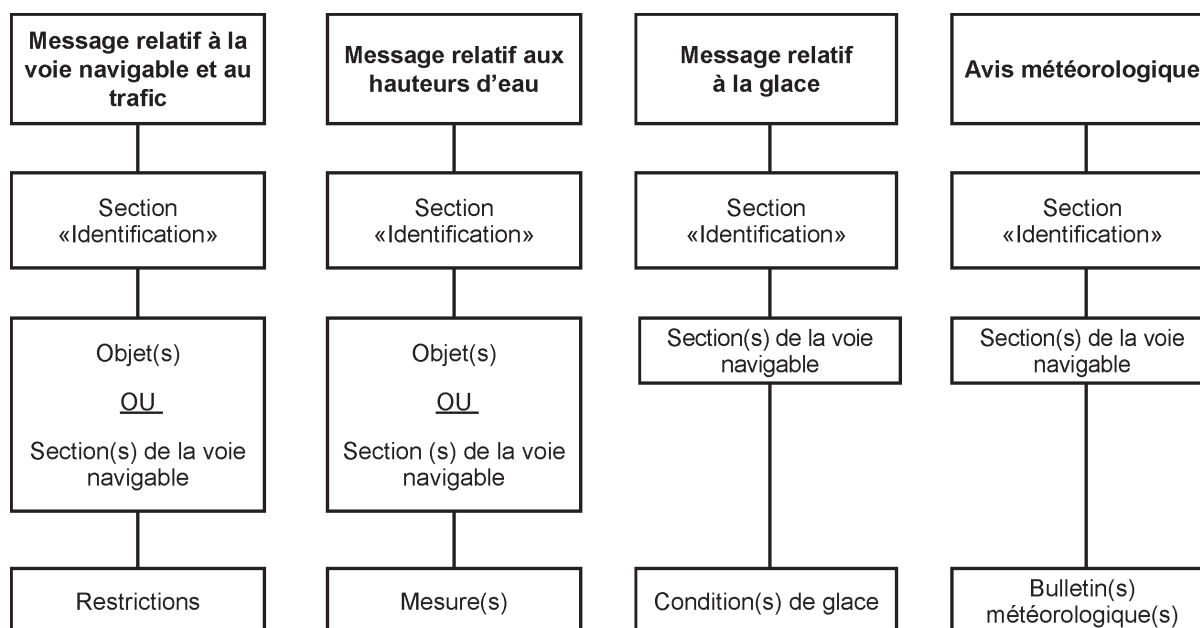 Message relatif à la
voie navigable et au
trafic
Message relatif aux
hauteurs d’eau
Message relatif
à la glace
Avis météorologique
Section
«Identification»
Section
«Identification»
Section
«Identification»
Section
«Identification»
Objet(s)
OU
Section(s) de la voie
navigable
Objet(s)
OU
Section (s) de la voie
navigable
Section(s) de la voie
navigable
Section(s) de la voie
navigable
Restrictions
Mesure(s)
Condition(s) de glace
Bulletin(s)
météorologique(s)